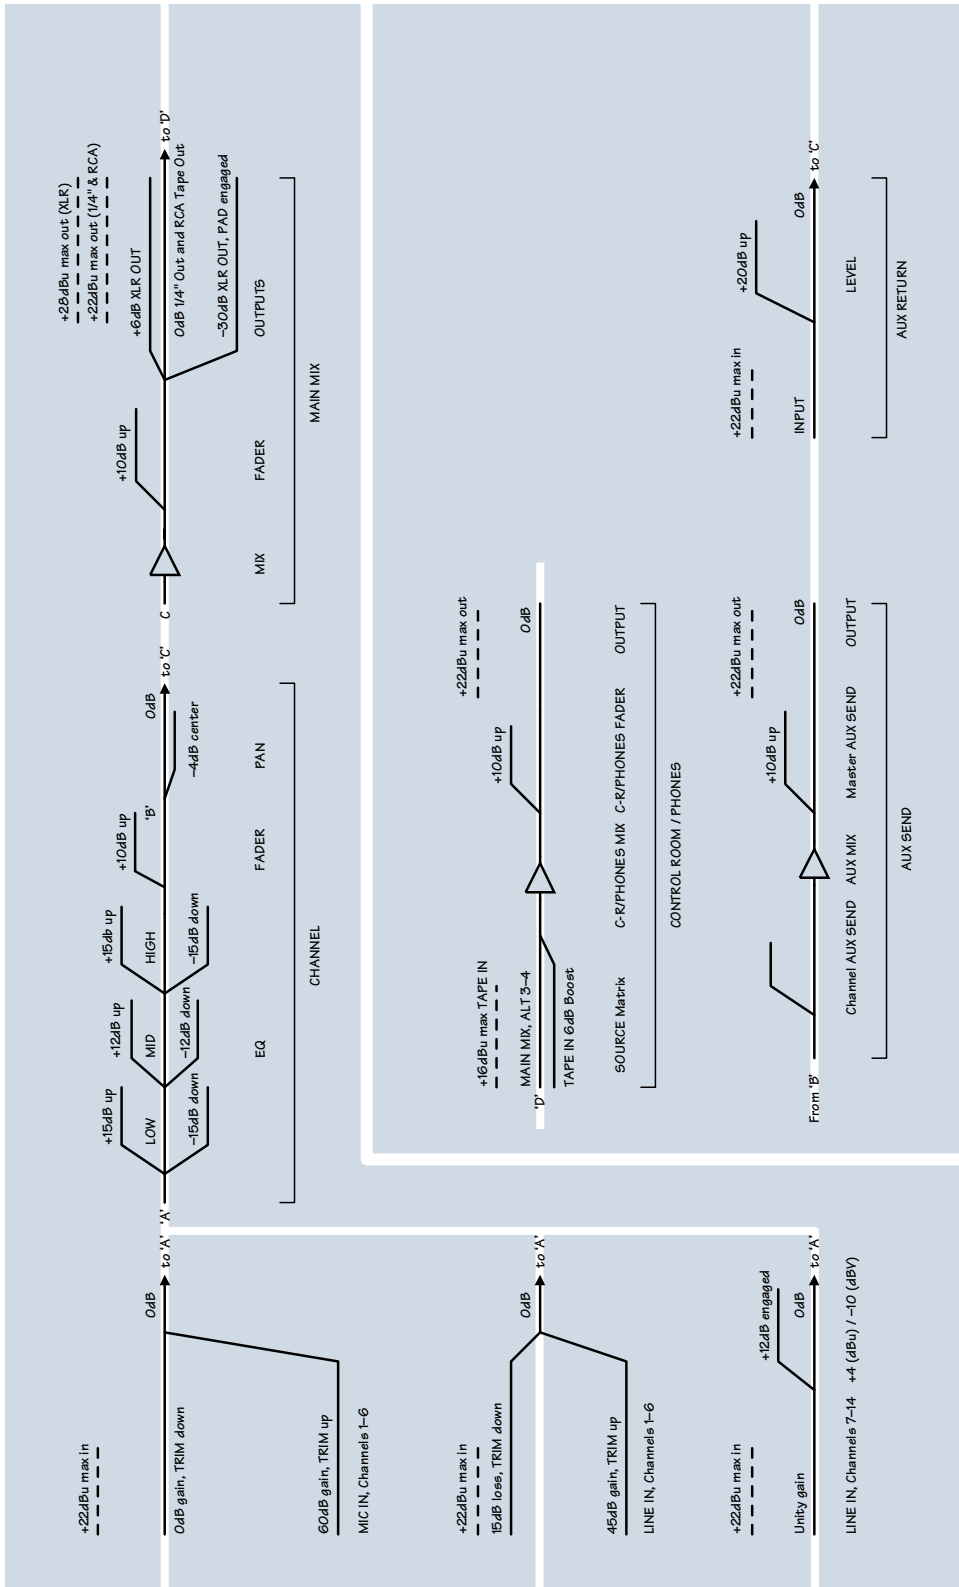 +22dBu max in
0dB gain, TRIM down
60dB gain, TRIM up
MIC IN, Channels 1–6
0dB
to 'A'
'A'
+15dB up
LOW
–15dB down
+12dB up
MID
–12dB down
EQ
+15db up
HIGH
–15dB down
+10dB up
FADER
'B'
–4dB center
PAN
0dB
to 'C'
CHANNEL
C
MIX
+10dB up
FADER
+28dBu max out (XLR)
+22dBu max out (1/4" & RCA)
+6dB XLR OUT
0dB 1/4" Out and RCA Tape Out
–30dB XLR OUT, PAD engaged
OUTPUTS
to 'D'
MAIN MIX
+22dBu max in
15dB loss, TRIM down
45dB gain, TRIM up
LINE IN, Channels 1–6
0dB
to 'A'
'D'
+16dBu max TAPE IN
MAIN MIX, ALT 3–4
TAPE IN 6dB Boost
SOURCE Matrix
C-R/PHONES MIX
+10dB up
C-R/PHONES FADER
+22dBu max out
0dB
OUTPUT
CONTROL ROOM / PHONES
+22dBu max in
Unity gain
LINE IN, Channels 7–14
+12dB engaged
0dB
+4 (dBu) / –10 (dBV)
to 'A'
From 'B'
Channel AUX SEND
AUX MIX
+10dB up
Master AUX SEND
+22dBu max out
0dB
OUTPUT
AUX SEND
+22dBu max in
INPUT
+20dB up
LEVEL
0dB
to 'C'
AUX RETURN